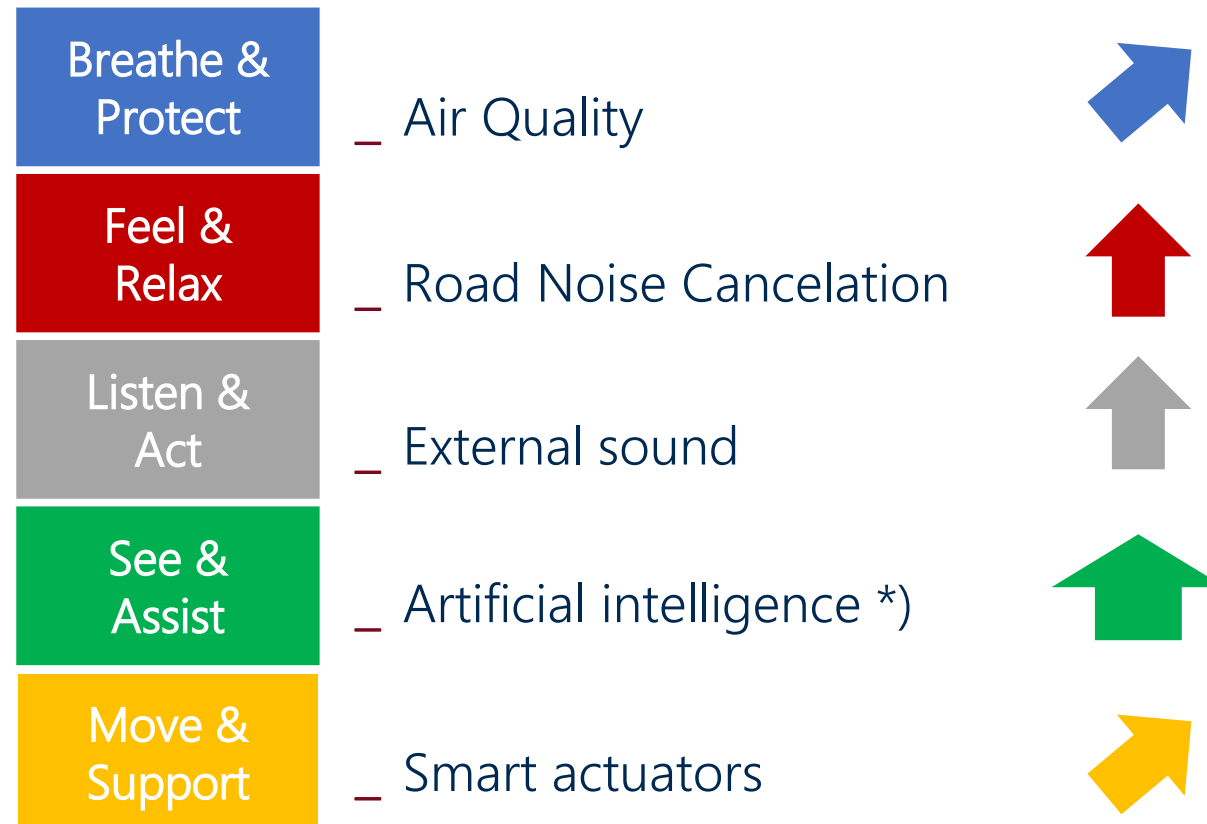 Breathe &
Protect
_ Air Quality
Feel &
Relax
_ Road Noise Cancelation
Listen &
Act
_ External sound
See &
Assist
_ Artificial intelligence *)
Move &
Support
_ Smart actuators